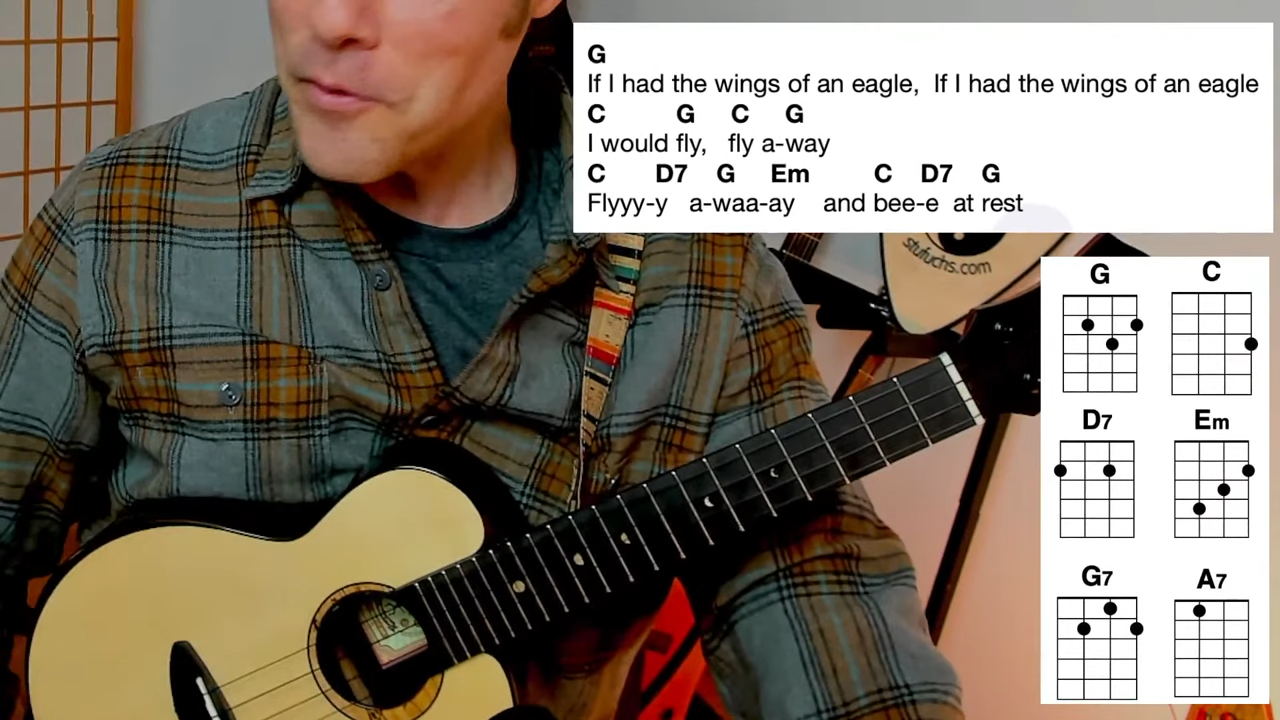 G
If I had the wings of an eagle, If I had the wings of an eagle
C G C G
I would fly, fly a-way
C D7 G Em C D7 G
Flyyy-y a-waa-ay and bee-e at rest
stufuchs.com
G C
D7 Em
G7 A7